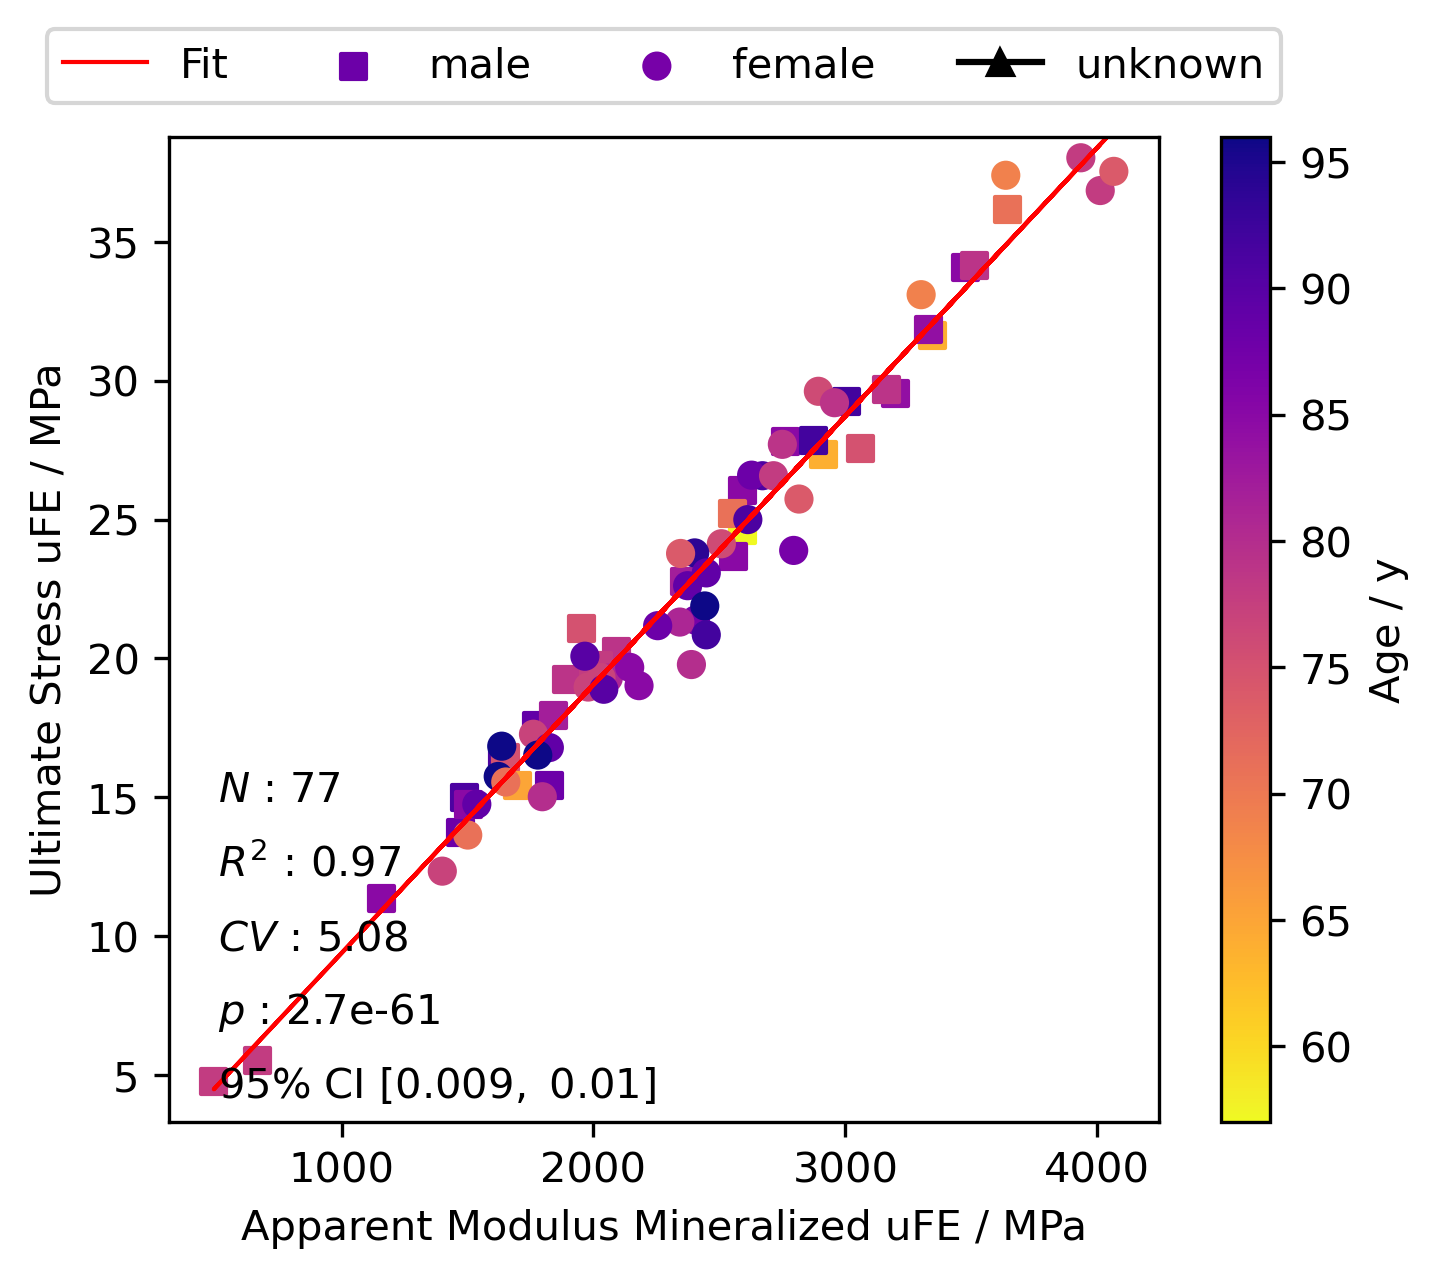 Fit male female unknown
35
30
25
20
15
10
5
Ultimate Stress uFE / MPa
N : 77
R² : 0.97
CV : 5.08
p : 2.7e-61
95% CI [0.009, 0.01]
1000 2000 3000 4000
Apparent Modulus Mineralized uFE / MPa
95
90
85
80
75
70
65
60
Age / y